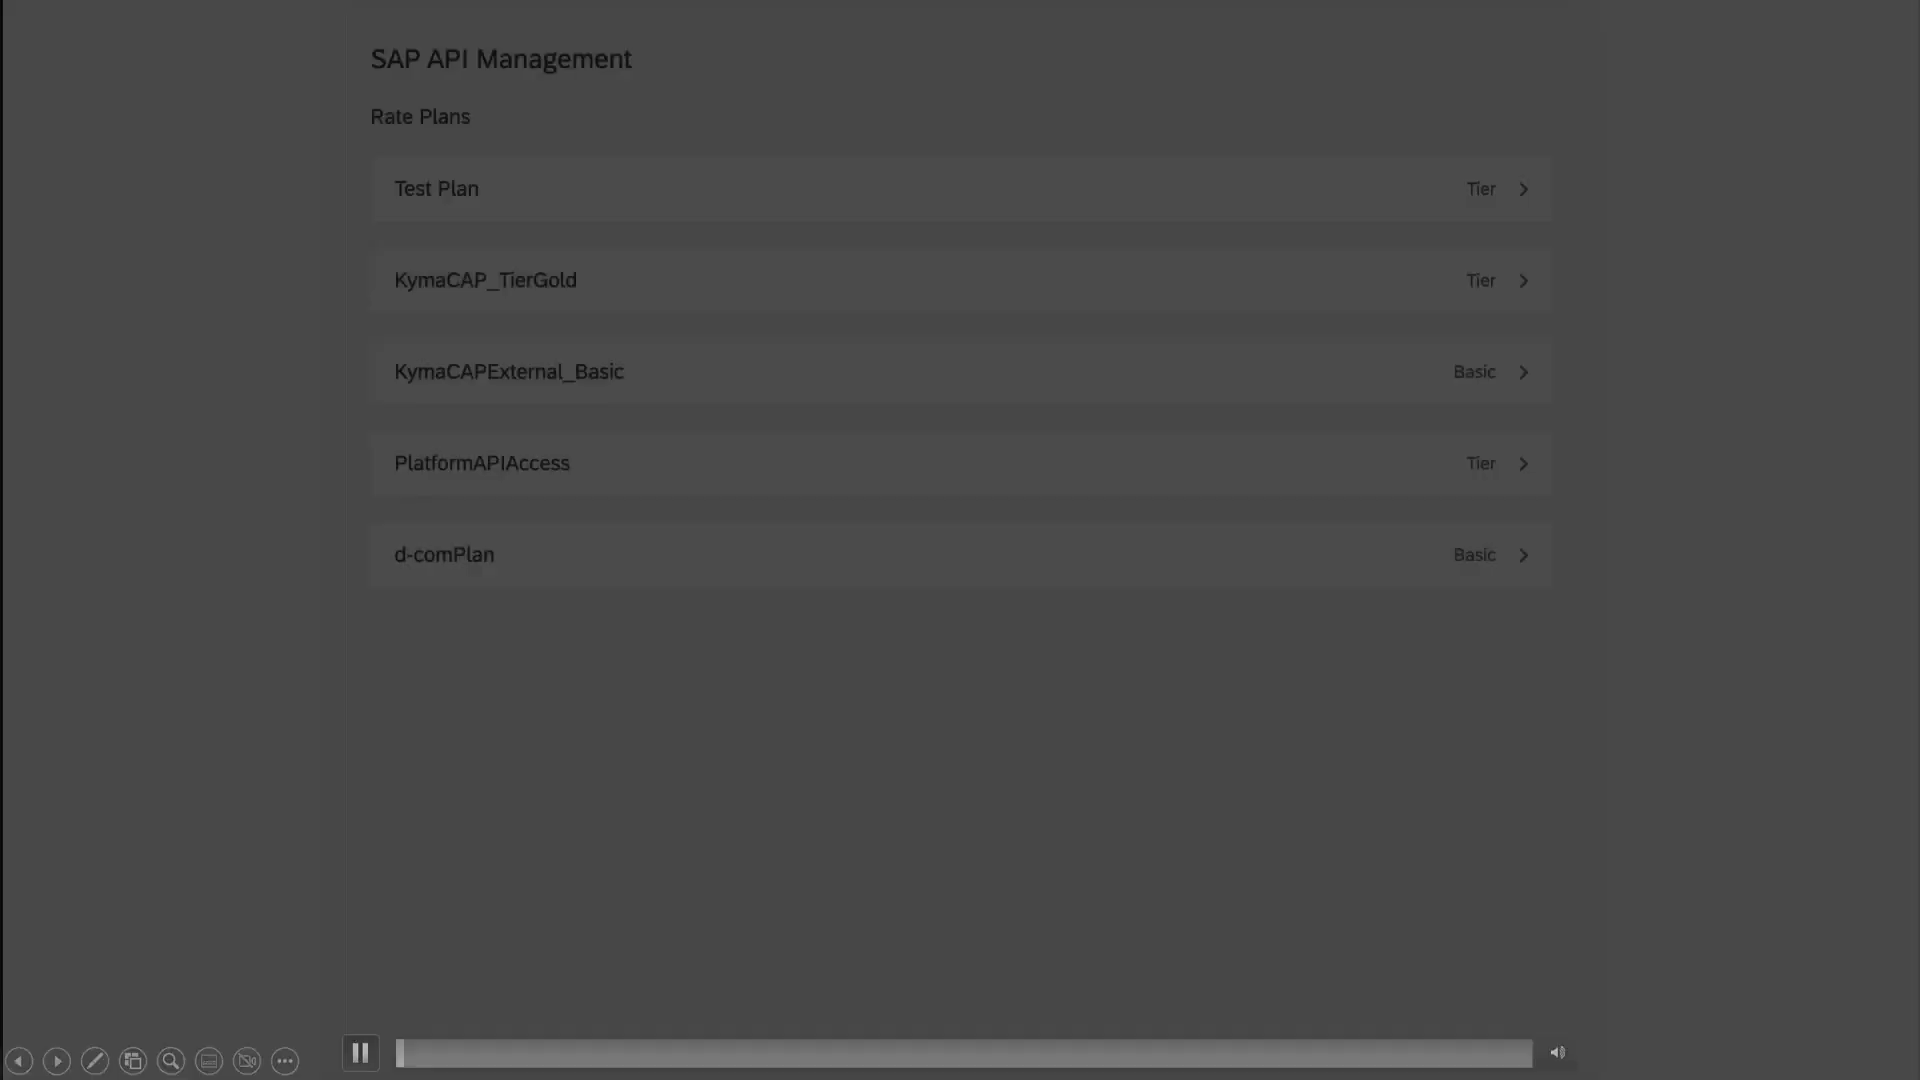 SAP API Management
Rate Plans
Test Plan Tier
KymaCAP_TierGold Tier
KymaCAPExternal_Basic Basic
PlatformAPIAccess Tier
d-comPlan Basic